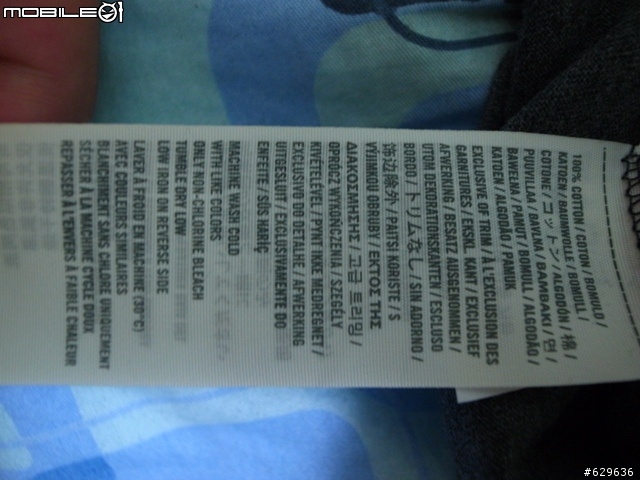 MOBILE01
100% COTTON / COTON / BOMULD /
KATOEN / BAUMWOLLE / BOMULL /
COTONE / コットン / ALGODÓN / 棉 /
PUUVILLA / BAVLNA / ΒΑΜΒΑΚΙ / 면 /
BAWEŁNA / PAMUT / BOMULL / ALGODÃO /
KATOEN / ALGODÃO / PAMUK
EXCLUSIVE OF TRIM / À L'EXCLUSION DES
GARNITURES / EKSKL. KANT / EXCLUSIEF
AFWERKING / BESATZ AUSGENOMMEN /
UTOM DEKORATIONSKANTEN / ESCLUSO
BORDO / トリムなし / SIN ADORNO /
饰边除外 / PAITSI KORISTE / S
VÝJIMKOU OBRUBY / ΕΚΤΟΣ ΤΗΣ
ΔΙΑΚΟΣΜΗΣΗΣ / 고급 트리밍 /
OPRÓCZ WYKOŃCZENIA / SZEGÉLY
KIVÉTELÉVEL / PYNT IKKE MEDREGNET /
EXCLUSIVO DO DETALHE / AFWERKING
UITGESLUIT / EXCLUSIVAMENTE DO
ENFEITE / SÜS HARİÇ
MACHINE WASH COLD
WITH LIKE COLORS
ONLY NON-CHLORINE BLEACH
TUMBLE DRY LOW
LOW IRON ON REVERSE SIDE
LAVER À FROID EN MACHINE (30°C)
AVEC COULEURS SIMILAIRES
BLANCHIMENT SANS CHLORE UNIQUEMENT
SÉCHER À LA MACHINE CYCLE DOUX
REPASSER À L'ENVERS À FAIBLE CHALEUR
#629636